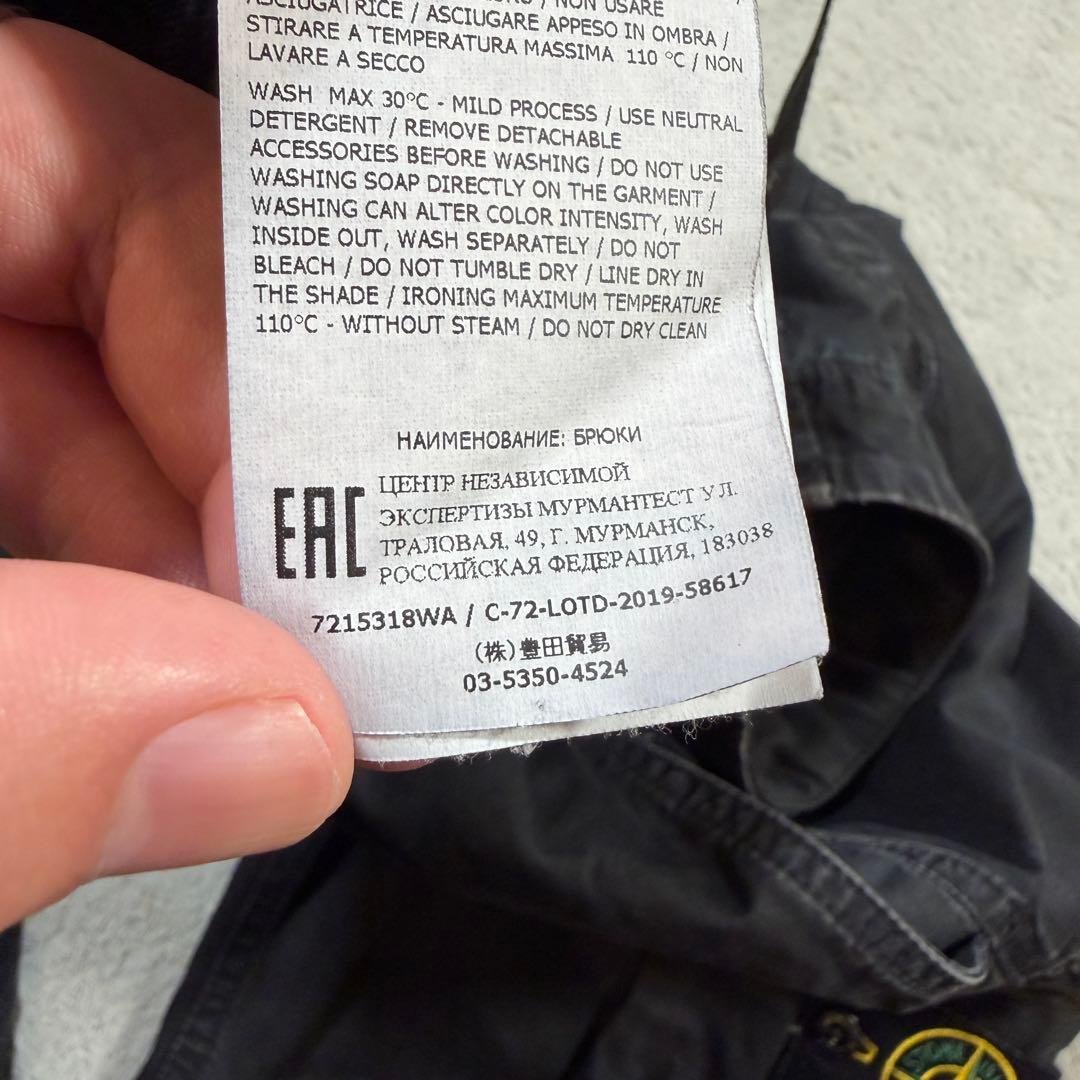 ASCIUGATRICE / ASCIUGARE APPESO IN OMBRA /
STIRARE A TEMPERATURA MASSIMA 110 °C / NON
LAVARE A SECCO
WASH MAX 30°C - MILD PROCESS / USE NEUTRAL
DETERGENT / REMOVE DETACHABLE
ACCESSORIES BEFORE WASHING / DO NOT USE
WASHING SOAP DIRECTLY ON THE GARMENT /
WASHING CAN ALTER COLOR INTENSITY, WASH
INSIDE OUT, WASH SEPARATELY / DO NOT
BLEACH / DO NOT TUMBLE DRY / LINE DRY IN
THE SHADE / IRONING MAXIMUM TEMPERATURE
110°C - WITHOUT STEAM / DO NOT DRY CLEAN
НАИМЕНОВАНИЕ: БРЮКИ
EAC
ЦЕНТР НЕЗАВИСИМОЙ
ЭКСПЕРТИЗЫ МУРМАНТЕСТ УЛ.
ТРАЛОВАЯ, 49, Г. МУРМАНСК,
РОССИЙСКАЯ ФЕДЕРАЦИЯ, 183038
7215318WA / C-72-LOTD-2019-58617
(株)豊田貿易
03-5350-4524